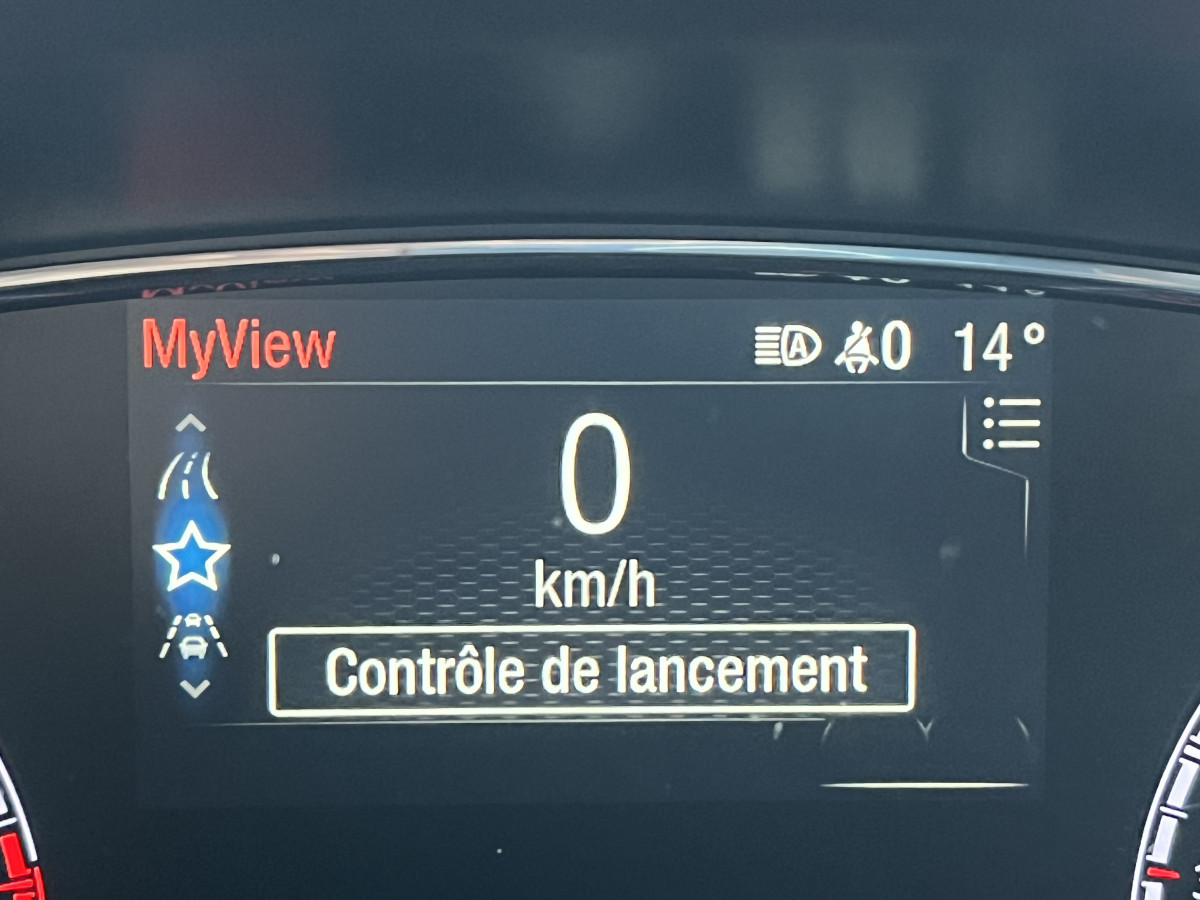 MyView A 0 14°
0
km/h
Contrôle de lancement